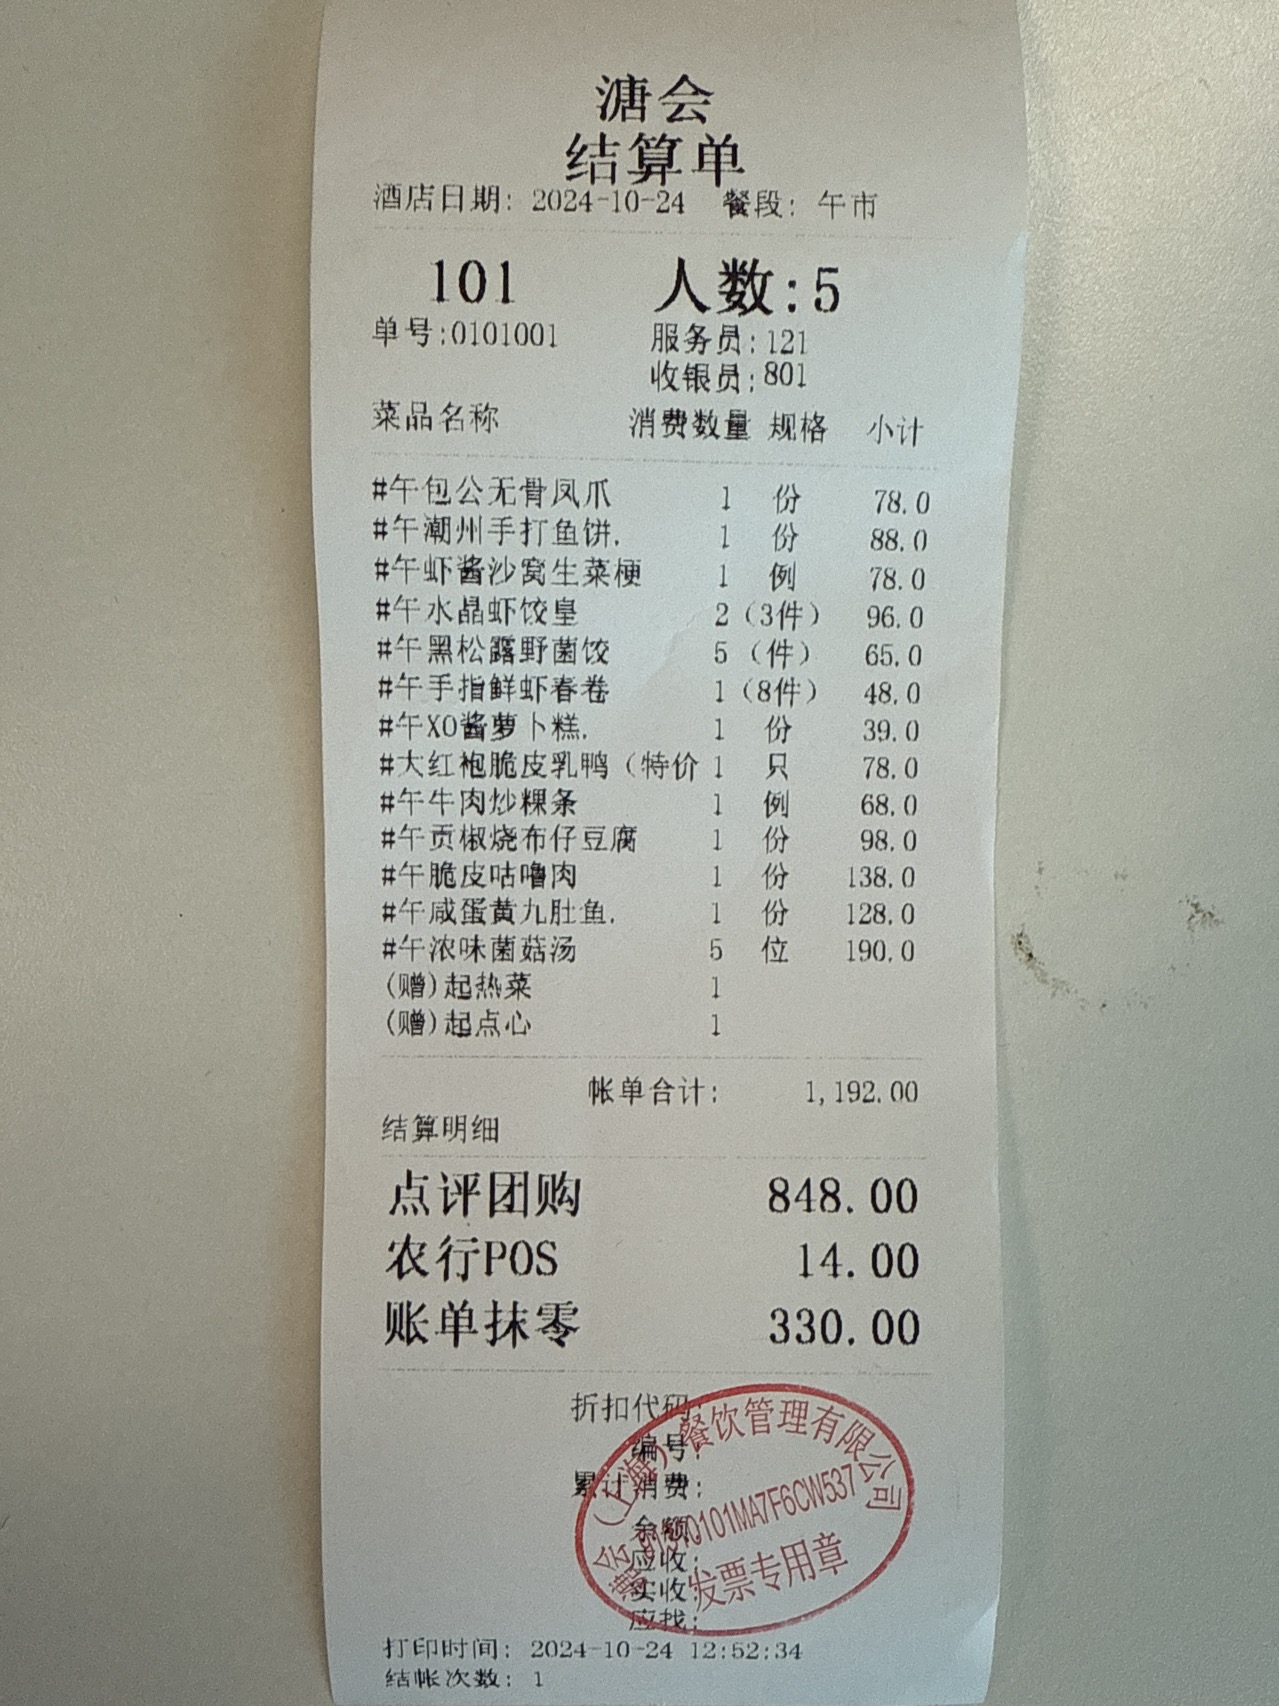 溏会
结算单
酒店日期: 2024-10-24 餐段: 午市
101 人数:5
单号:0101001 服务员:121
收银员:801
菜品名称 消费数量 规格 小计
#午包公无骨凤爪 1 份 78.0
#午潮州手打鱼饼. 1 份 88.0
#午虾酱沙窝生菜梗 1 例 78.0
#午水晶虾饺皇 2 (3件) 96.0
#午黑松露野菌饺 5 (件) 65.0
#午手指鲜虾春卷 1 (8件) 48.0
#午XO酱萝卜糕. 1 份 39.0
#大红袍脆皮乳鸭（特价 1 只 78.0
#午牛肉炒粿条 1 例 68.0
#午贡椒烧布仔豆腐 1 份 98.0
#午脆皮咕噜肉 1 份 138.0
#午咸蛋黄九肚鱼. 1 份 128.0
#午浓味菌菇汤 5 位 190.0
(赠)起热菜 1
(赠)起点心 1
帐单合计: 1,192.00
结算明细
点评团购 848.00
农行POS 14.00
账单抹零 330.00
折扣代码:
编号:
累计消费:
余额:
应收:
实收:
应找:
溏会（上海）餐饮管理有限公司
发票专用章
打印时间: 2024-10-24 12:52:34
结帐次数: 1